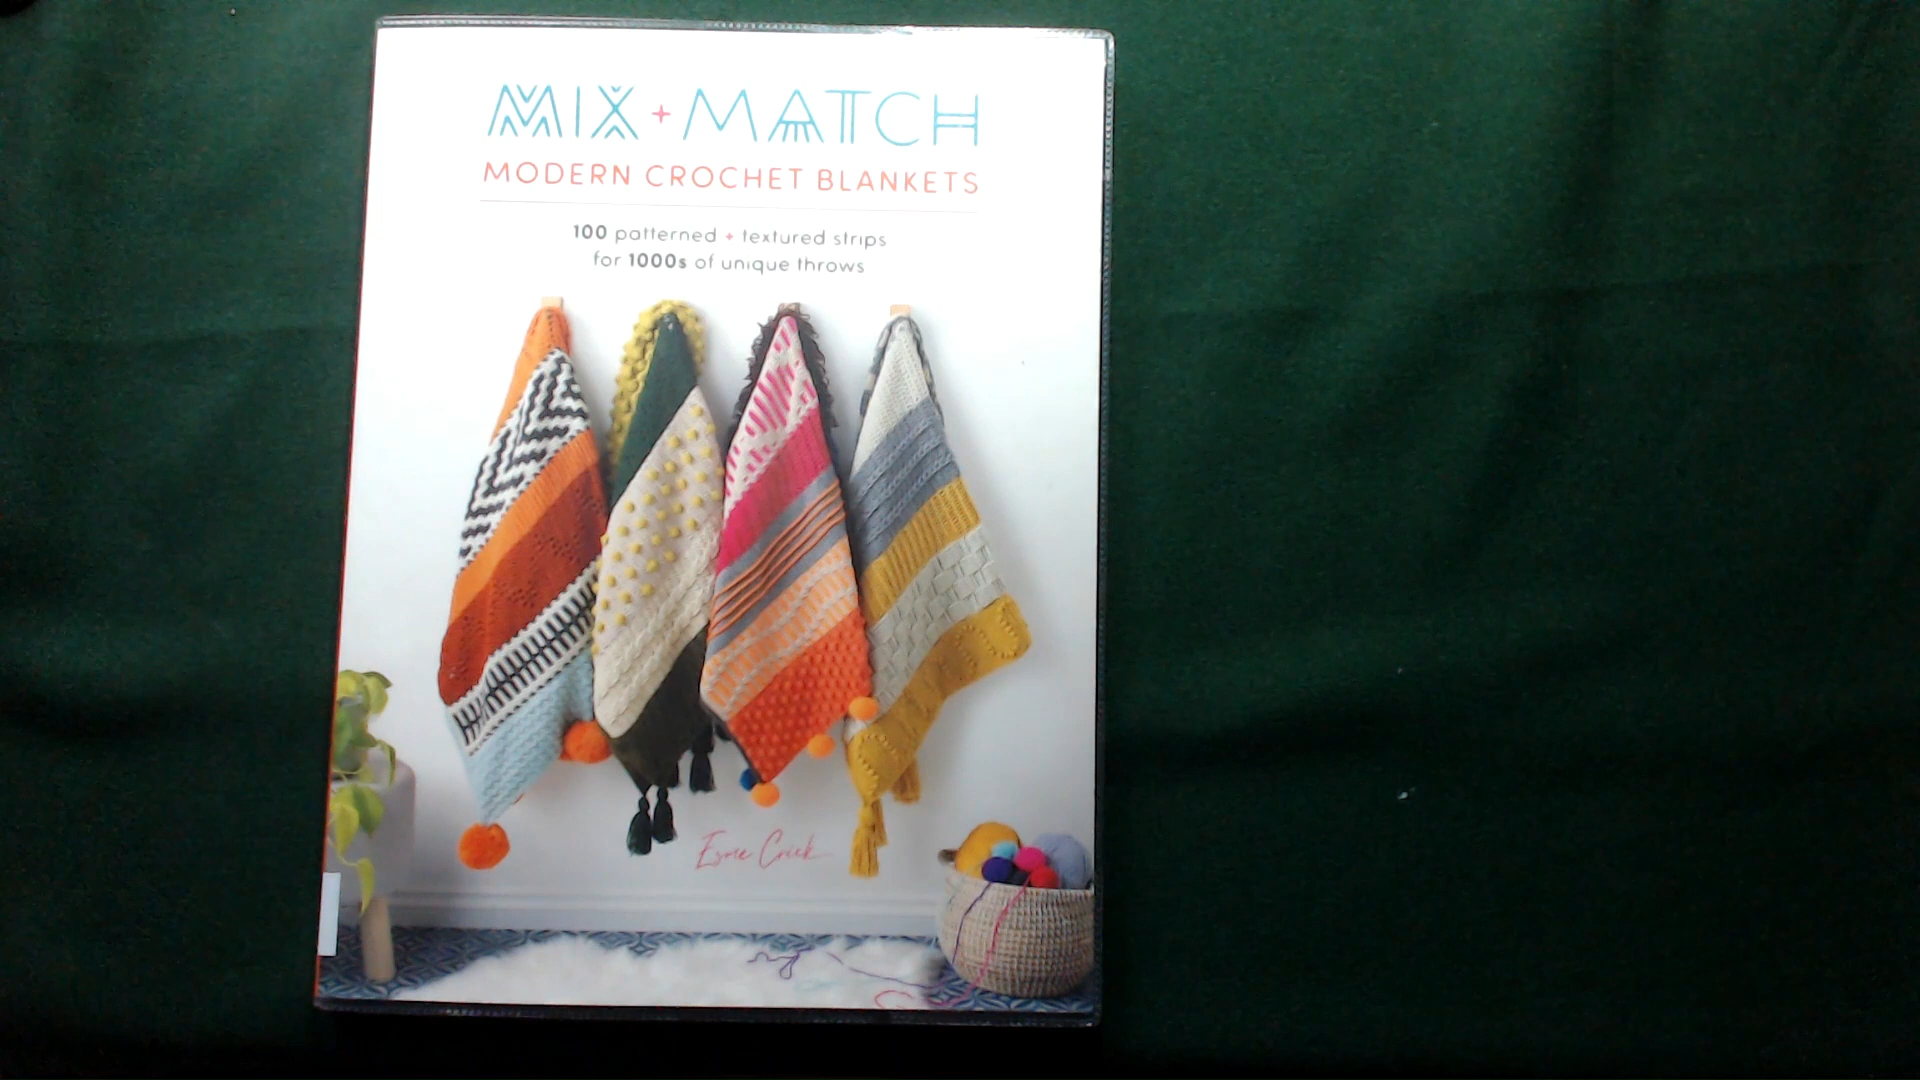 MIX + MATCH
MODERN CROCHET BLANKETS
100 patterned + textured strips
for 1000s of unique throws
Esme Crick